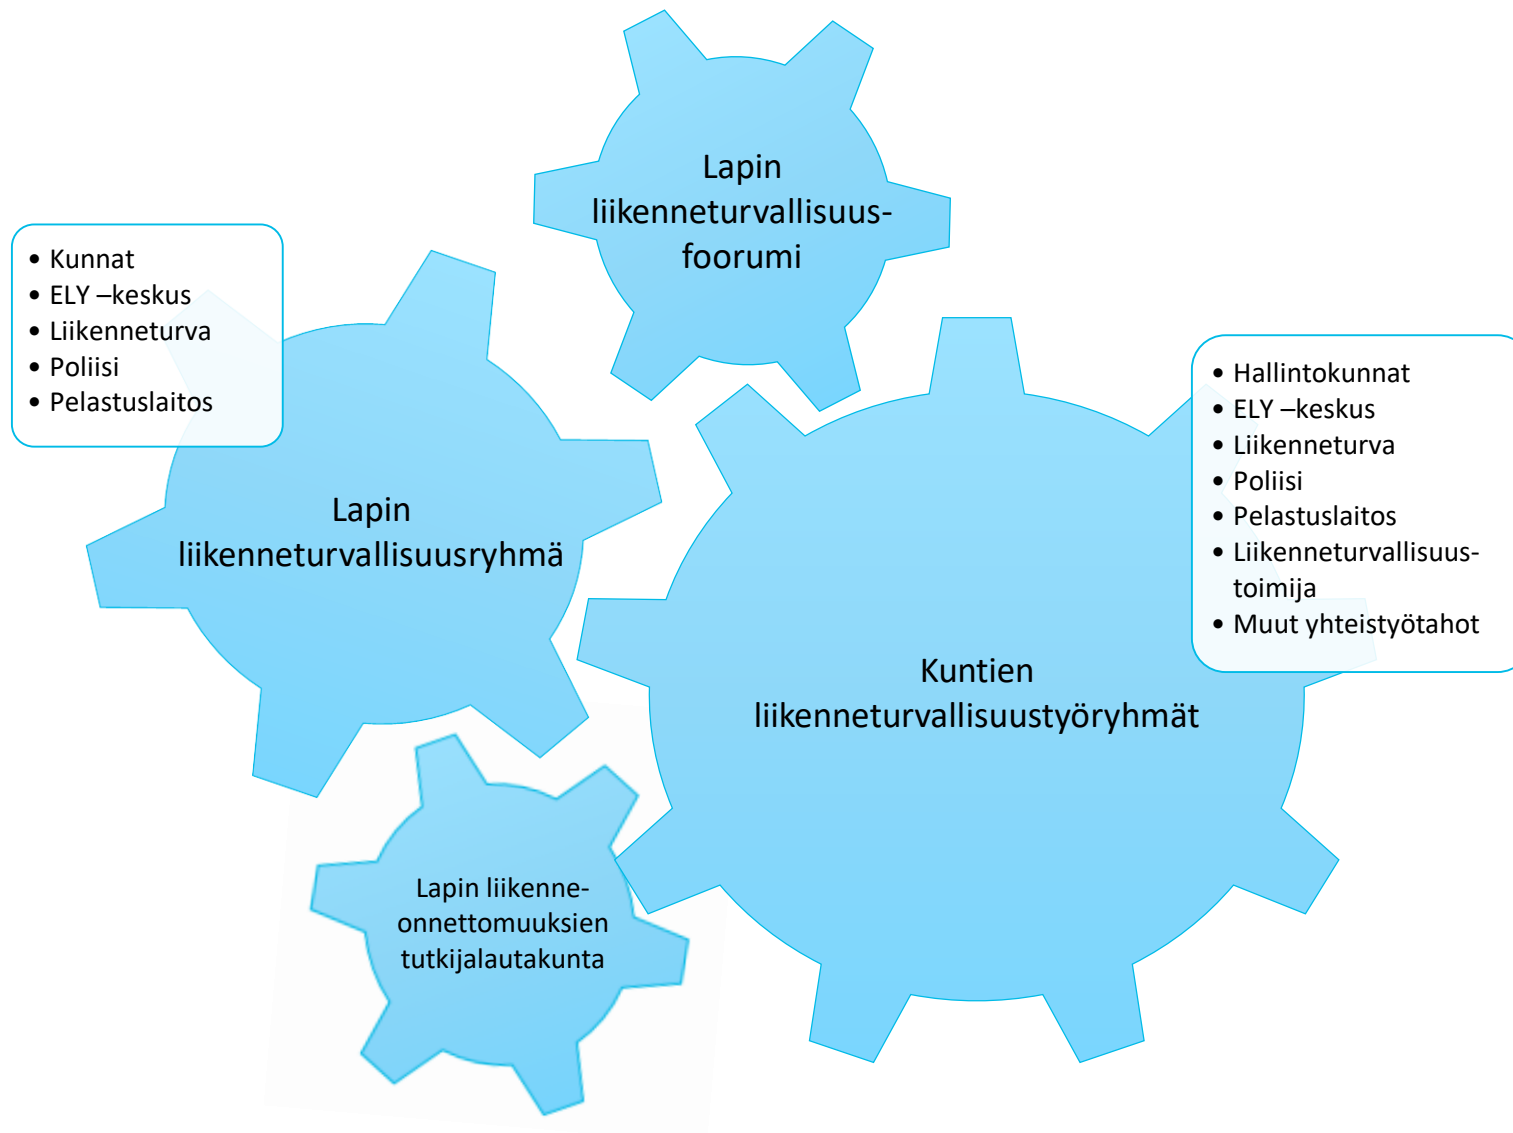 Lapin
liikenneturvallisuus-
foorumi
• Kunnat
• ELY –keskus
• Liikenneturva
• Poliisi
• Pelastuslaitos
Lapin
liikenneturvallisuusryhmä
• Hallintokunnat
• ELY –keskus
• Liikenneturva
• Poliisi
• Pelastuslaitos
• Liikenneturvallisuus-
toimija
• Muut yhteistyötahot
Kuntien
liikenneturvallisuustyöryhmät
Lapin liikenne-
onnettomuuksien
tutkijalautakunta